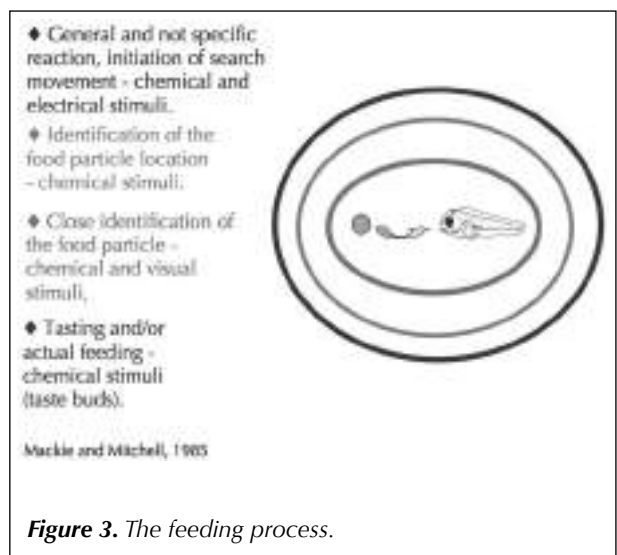 ♦ General and not specific
reaction, initiation of search
movement - chemical and
electrical stimuli.
♦ Identification of the
food particle location
- chemical stimuli.
♦ Close identification of
the food particle -
chemical and visual
stimuli,
♦ Tasting and/or
actual feeding -
chemical stimuli
(taste buds).
Mackie and Mitchell, 1985
Figure 3. The feeding process.